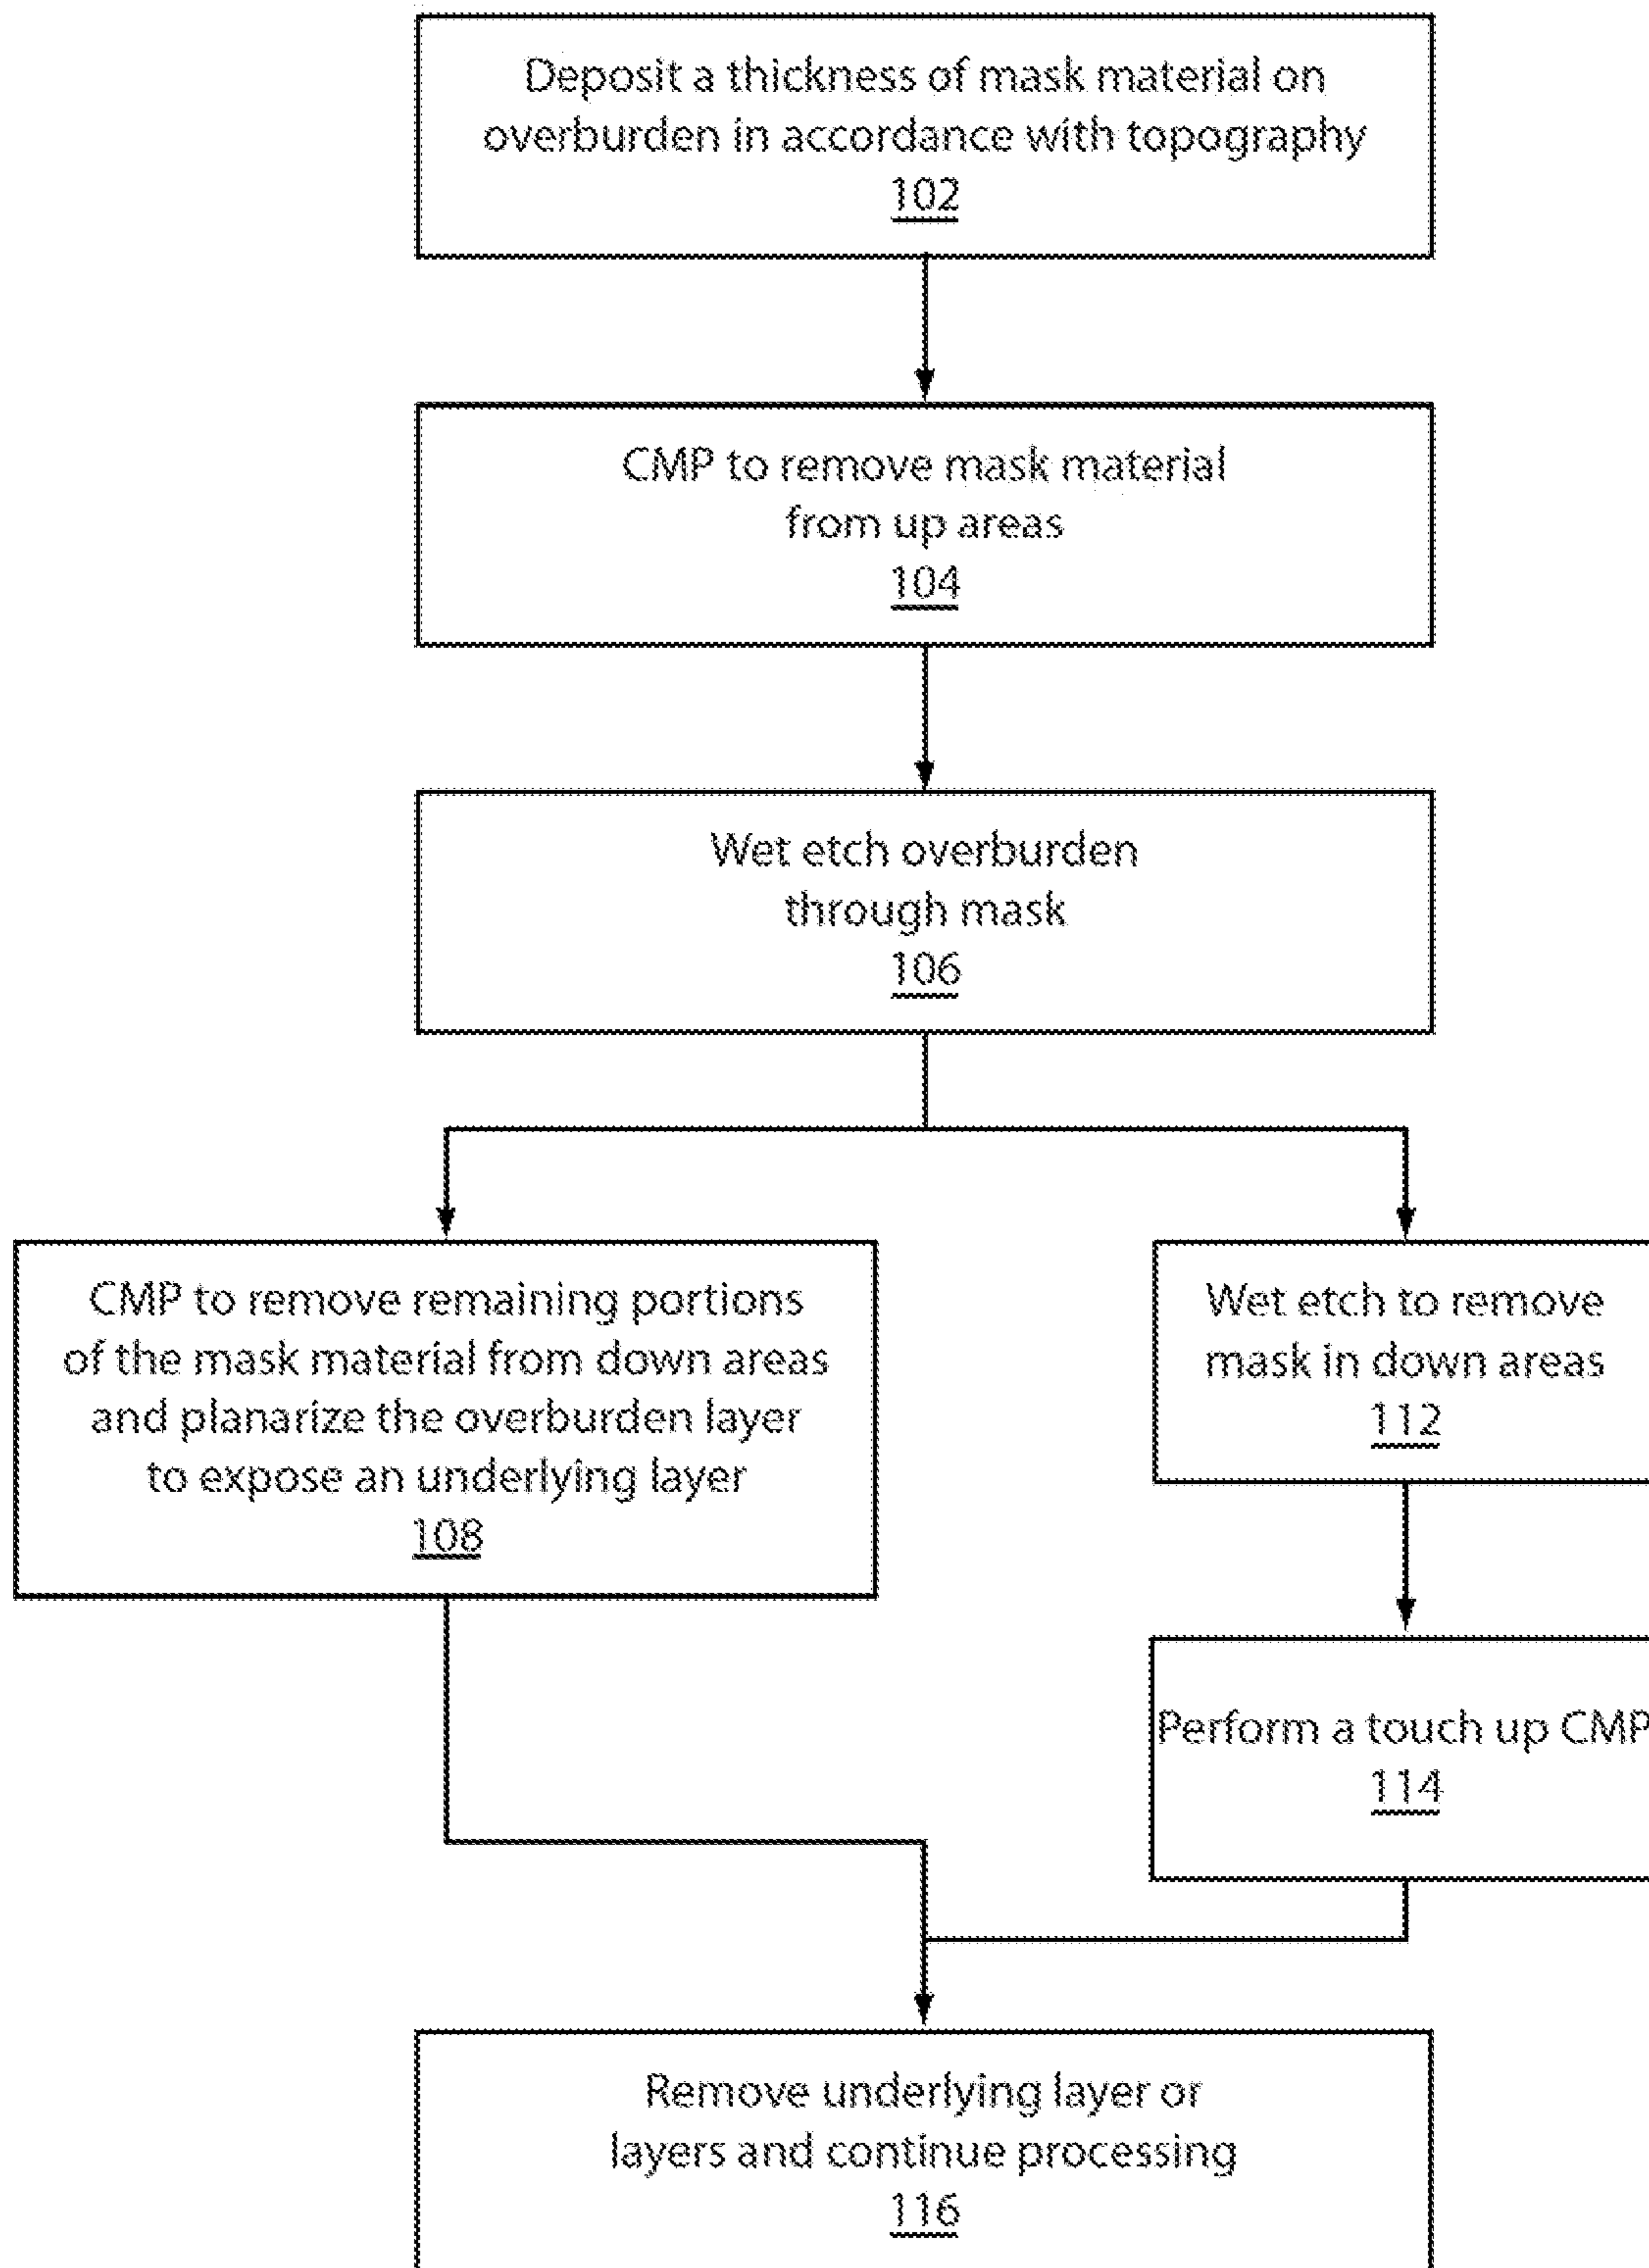 Deposit a thickness of mask material on
overburden in accordance with topography
102
CMP to remove mask material
from up areas
104
Wet etch overburden
through mask
106
CMP to remove remaining portions
of the mask material from down areas
and planarize the overburden layer
to expose an underlying layer
108
Wet etch to remove
mask in down areas
112
Perform a touch up CMP
114
Remove underlying layer or
layers and continue processing
116